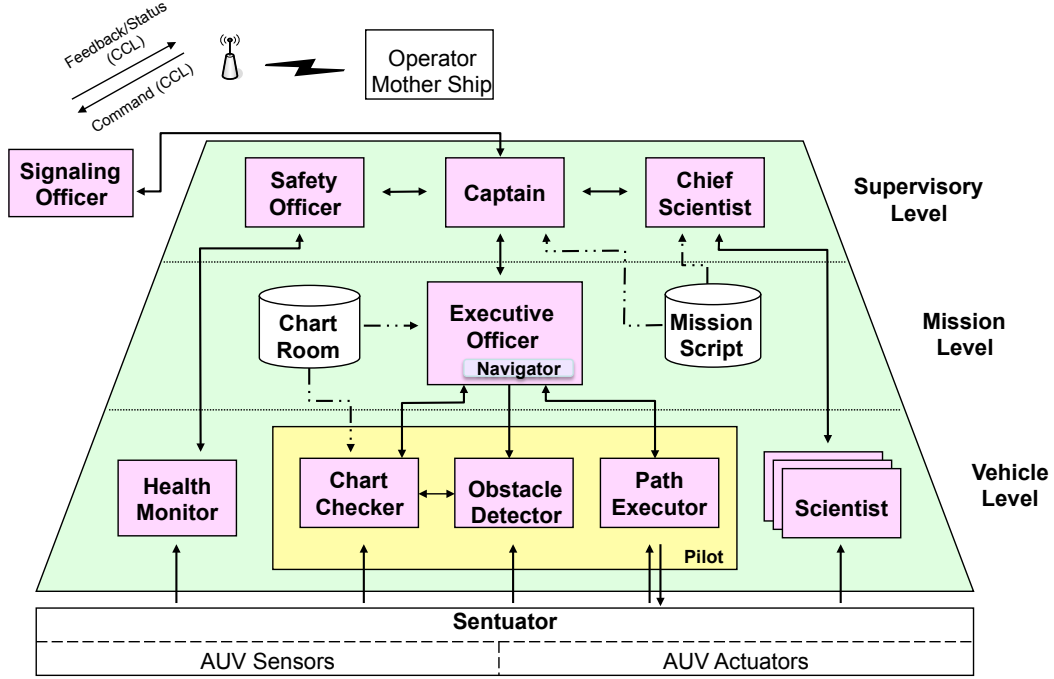 Feedback/Status
(CCL)
Command (CCL)
Operator
Mother Ship
Signaling
Officer
Safety
Officer
Captain
Chief
Scientist
Supervisory
Level
Chart
Room
Executive
Officer
Navigator
Mission
Script
Mission
Level
Health
Monitor
Chart
Checker
Obstacle
Detector
Path
Executor
Scientist
Vehicle
Level
Pilot
Sentuator
AUV Sensors
AUV Actuators